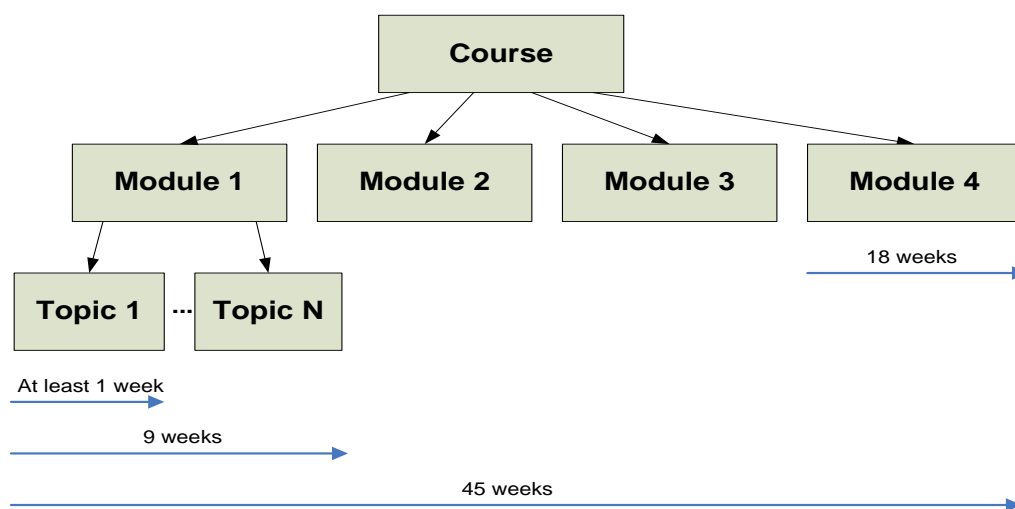 Course
Module 1
Module 2
Module 3
Module 4
18 weeks
Topic 1
...
Topic N
At least 1 week
9 weeks
45 weeks